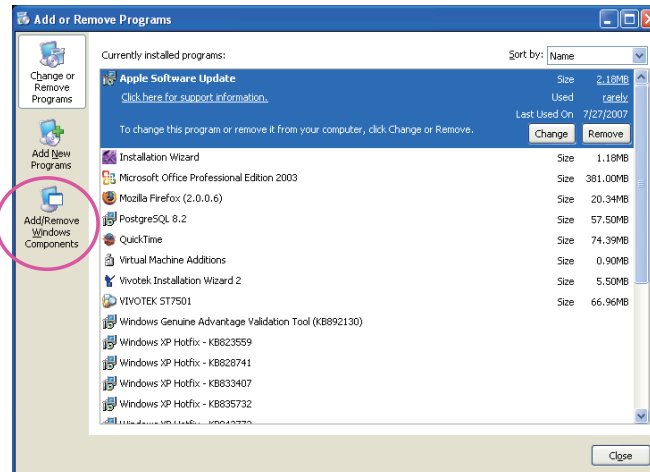 Add or Remove Programs
Change or
Remove
Programs
Add New
Programs
Add/Remove
Windows
Components
Currently installed programs:
Sort by: Name
Apple Software Update Size 2.18MB
Click here for support information. Used rarely
Last Used On 7/27/2007
To change this program or remove it from your computer, click Change or Remove. Change Remove
Installation Wizard Size 1.18MB
Microsoft Office Professional Edition 2003 Size 381.00MB
Mozilla Firefox (2.0.0.6) Size 20.34MB
PostgreSQL 8.2 Size 57.50MB
QuickTime Size 74.39MB
Virtual Machine Additions Size 0.90MB
Vivotek Installation Wizard 2 Size 5.50MB
VIVOTEK ST7501 Size 66.96MB
Windows Genuine Advantage Validation Tool (KB892130)
Windows XP Hotfix - KB823559
Windows XP Hotfix - KB828741
Windows XP Hotfix - KB833407
Windows XP Hotfix - KB835732
Windows XP Hotfix -
Close